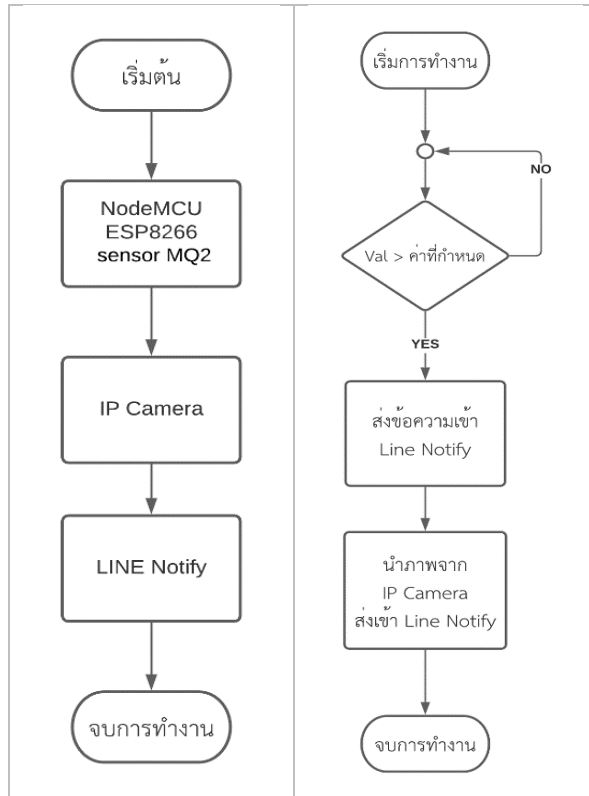 เริ่มต้น
NodeMCU
ESP8266
sensor MQ2
IP Camera
LINE Notify
จบการทำงาน
เริ่มการทำงาน
NO
Val > ค่าที่กำหนด
YES
ส่งข้อความเข้า
Line Notify
นำภาพจาก
IP Camera
ส่งเข้า Line Notify
จบการทำงาน